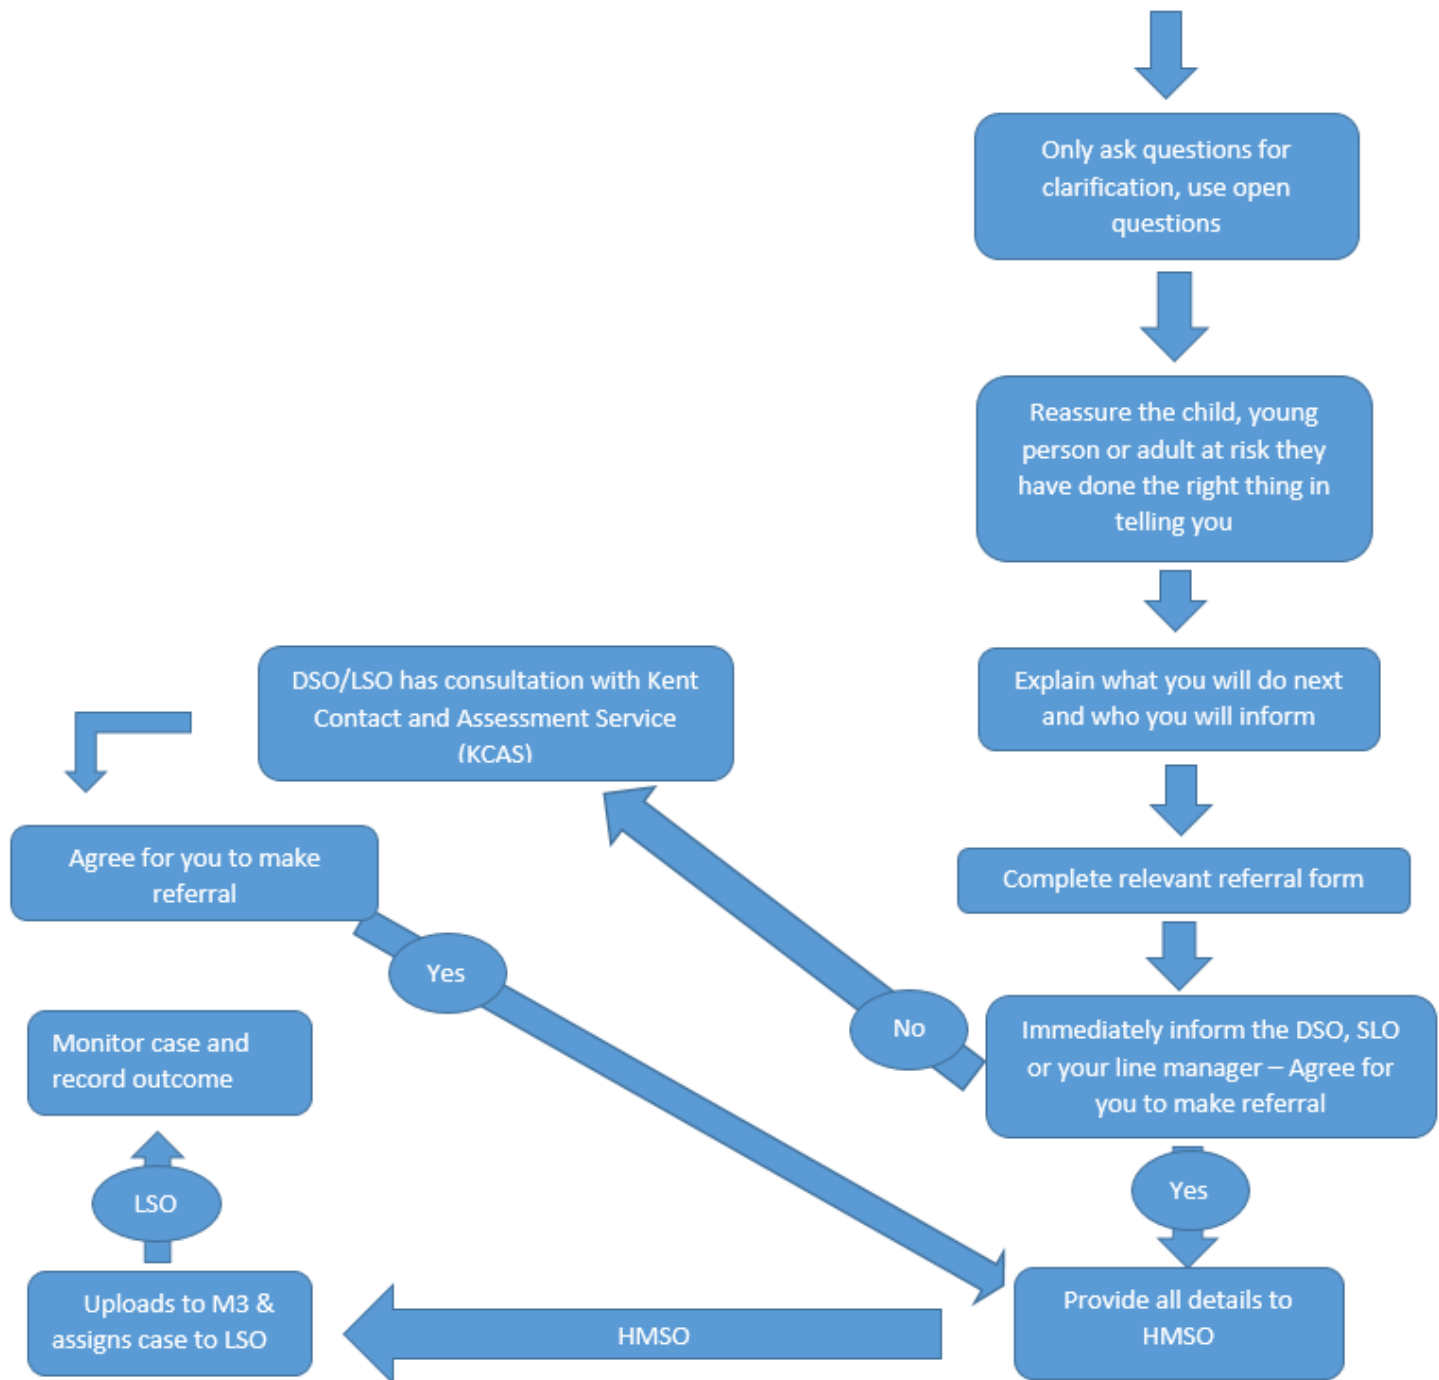 Only ask questions for
clarification, use open
questions
Reassure the child, young
person or adult at risk they
have done the right thing in
telling you
Explain what you will do next
and who you will inform
DSO/LSO has consultation with Kent
Contact and Assessment Service
(KCAS)
Agree for you to make
referral
Complete relevant referral form
Yes
No
Immediately inform the DSO, SLO
or your line manager – Agree for
you to make referral
Monitor case and
record outcome
LSO
Yes
Uploads to M3 &
assigns case to LSO
HMSO
Provide all details to
HMSO